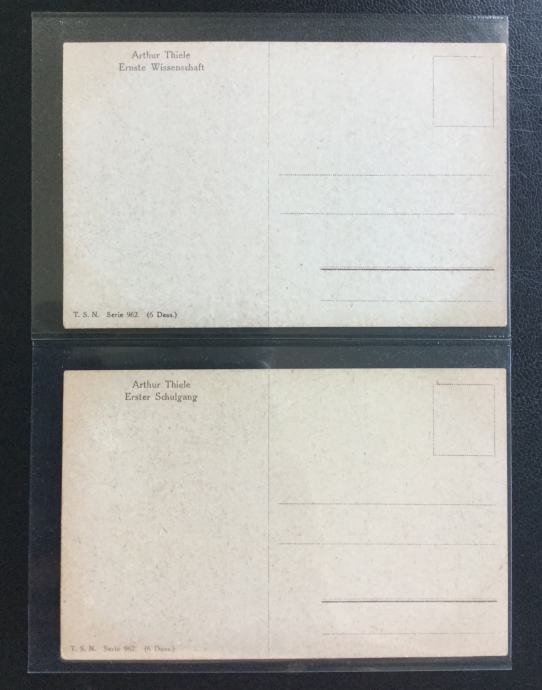 Arthur Thiele
Ernste Wissenschaft
T. S. N. Serie 962. (6 Dess.)
Arthur Thiele
Erster Schulgang
T. S. N. Serie 962. (6 Dess.)